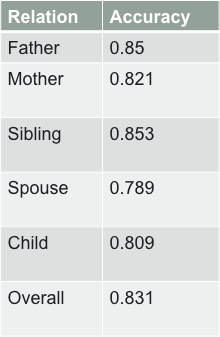 Relation Accuracy
Father 0.85
Mother 0.821
Sibling 0.853
Spouse 0.789
Child 0.809
Overall 0.831